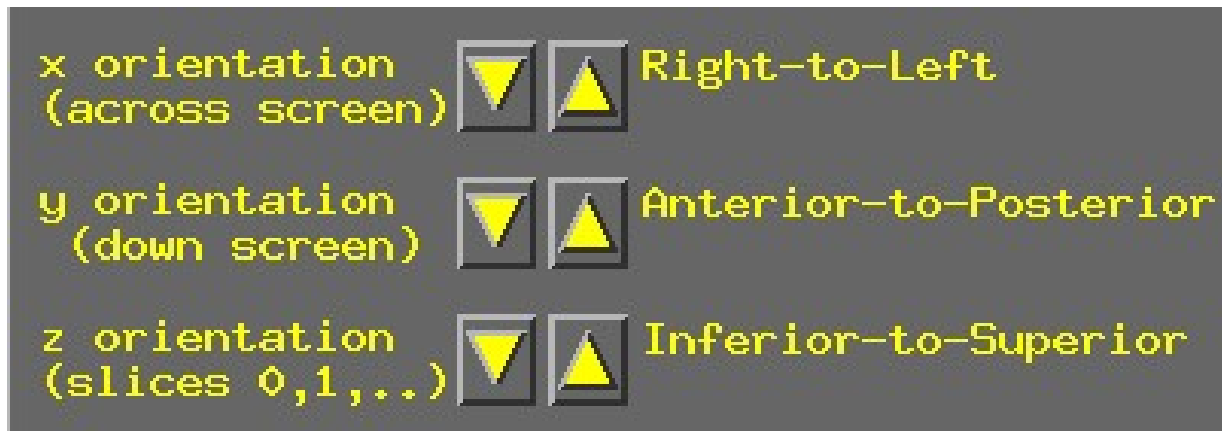 x orientation
(across screen)
Right-to-Left
y orientation
(down screen)
Anterior-to-Posterior
z orientation
(slices 0,1,..)
Inferior-to-Superior